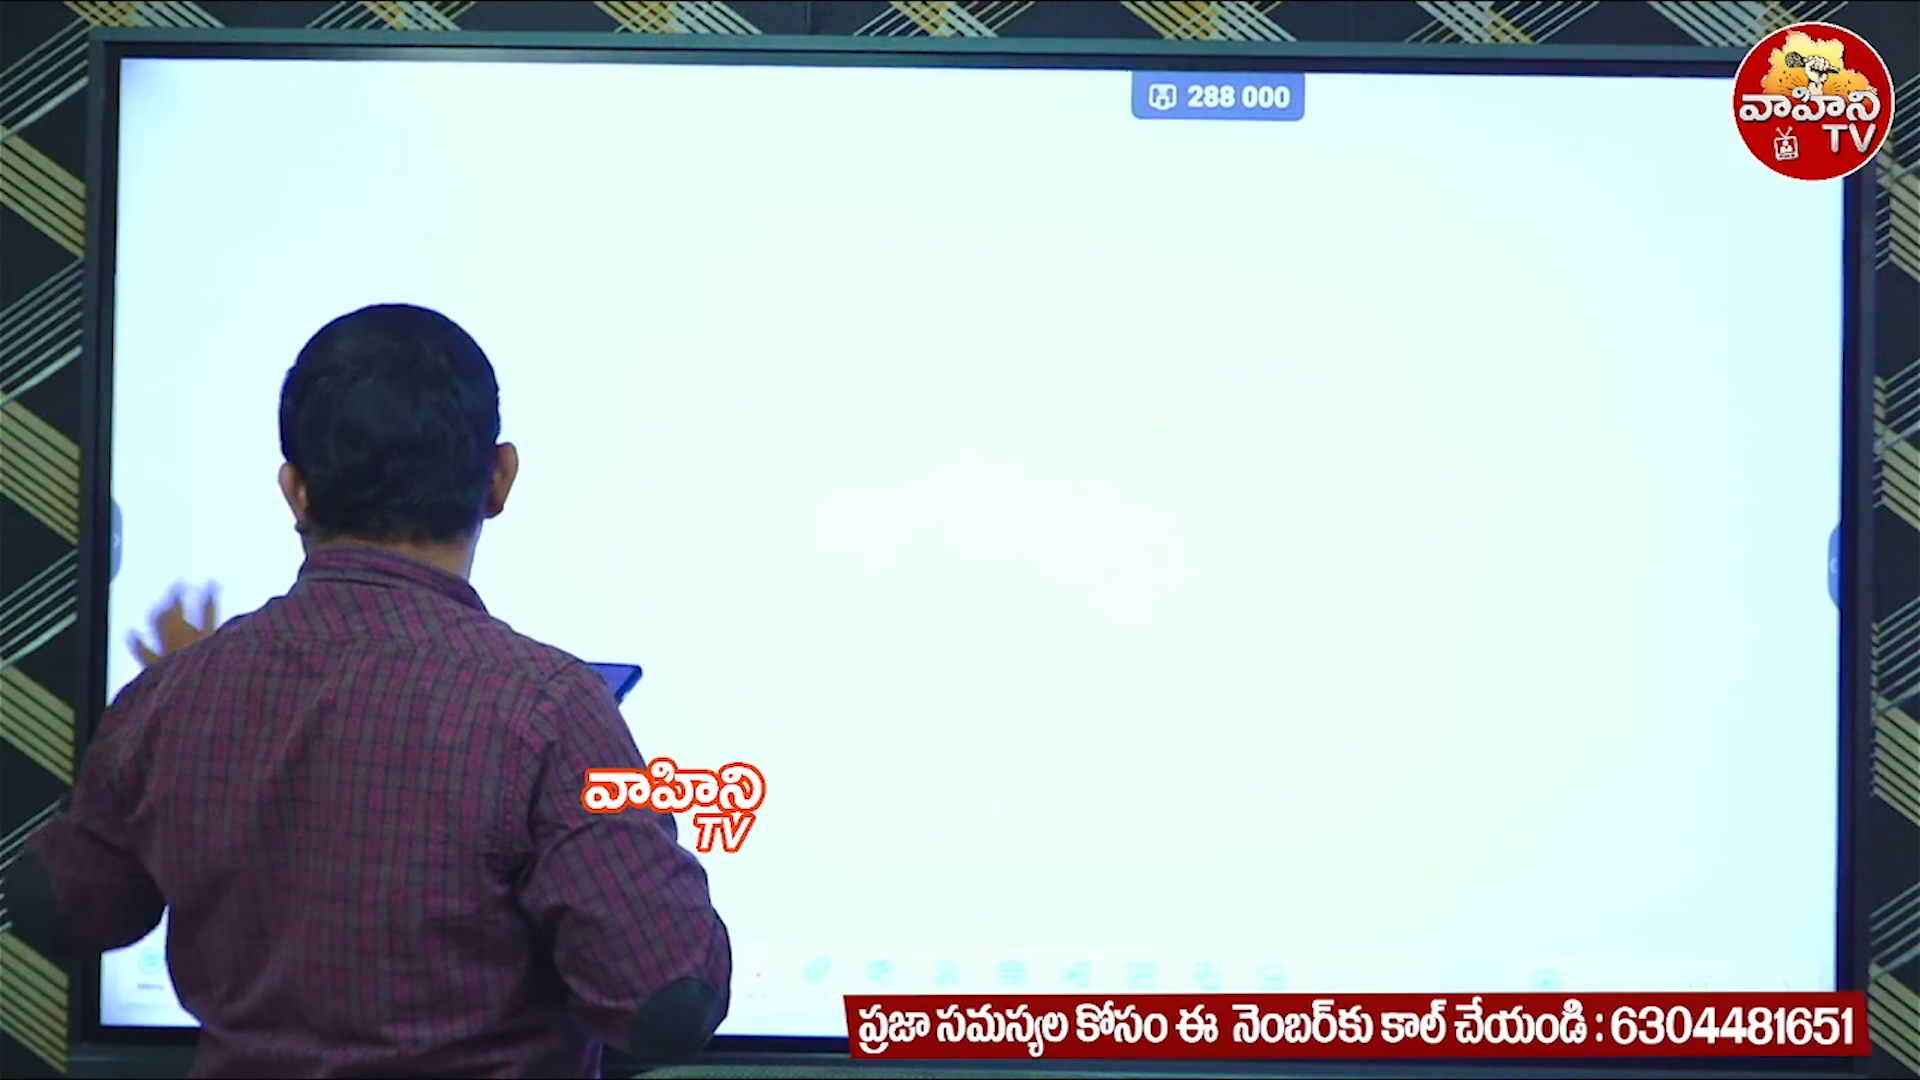 288 000
వాహిని
TV
వాహిని
TV
ప్రజా సమస్యల కోసం ఈ నెంబర్‌కు కాల్ చేయండి : 6304481651